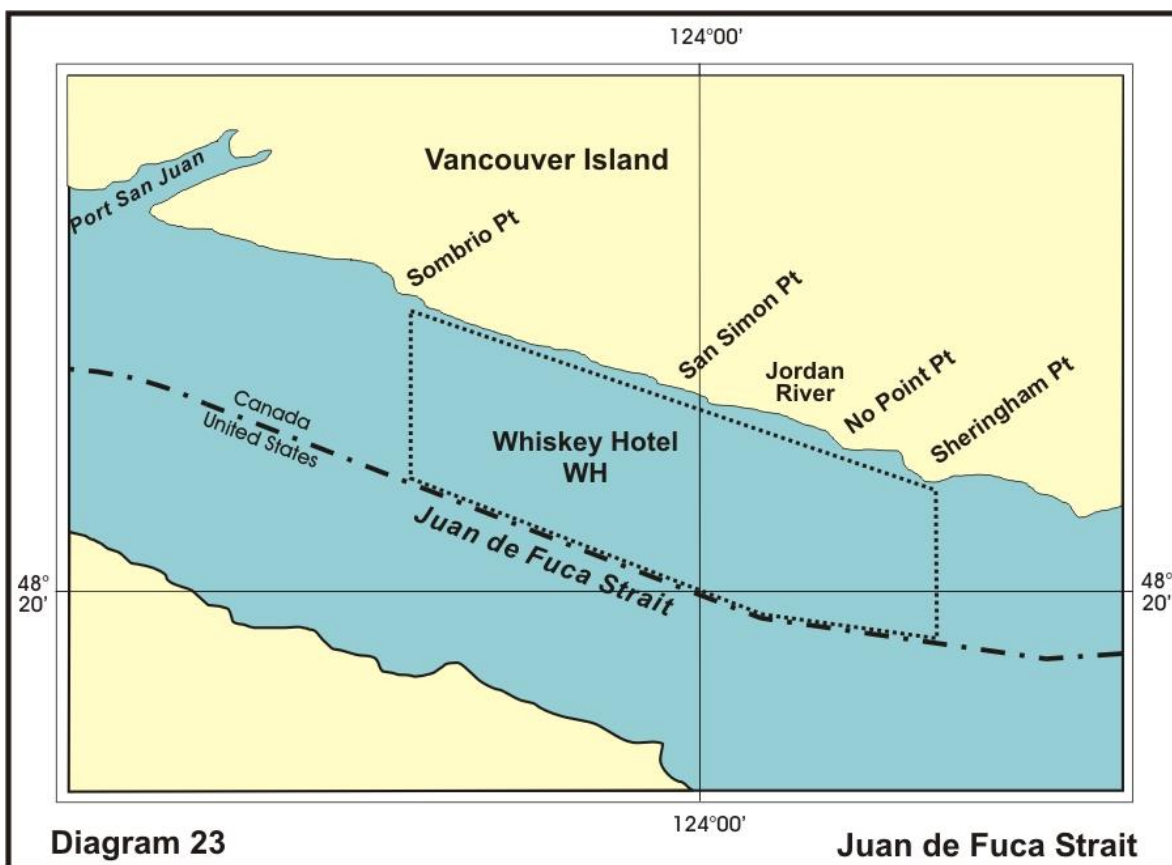 124°00’
Vancouver Island
Port San Juan
Sombrio Pt
San Simon Pt
Jordan
River
No Point Pt
Sheringham Pt
Canada
United States
Whiskey Hotel
WH
Juan de Fuca Strait
48°
20’
48°
20’
124°00’
Diagram 23
Juan de Fuca Strait